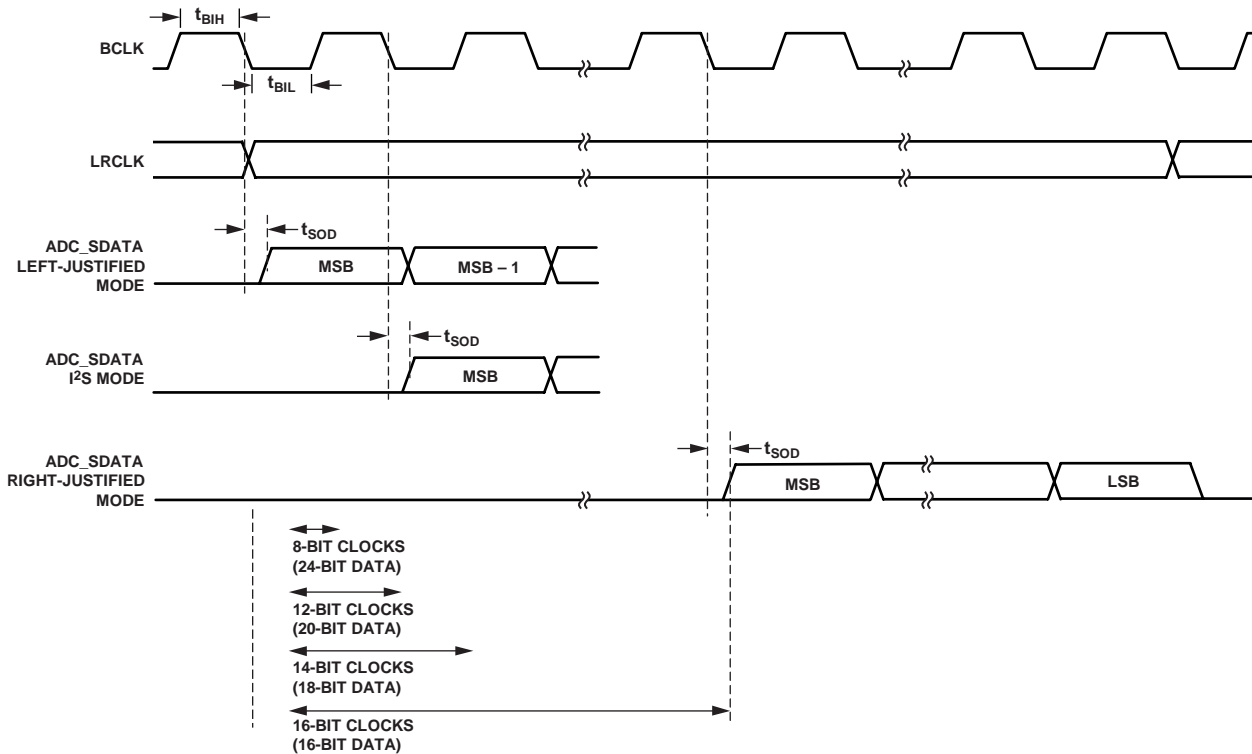 tBIH
BCLK
tBIL
LRCLK
ADC_SDATA
LEFT-JUSTIFIED
MODE
tSOD
MSB
MSB – 1
ADC_SDATA
I2S MODE
tSOD
MSB
ADC_SDATA
RIGHT-JUSTIFIED
MODE
tSOD
MSB
LSB
8-BIT CLOCKS
(24-BIT DATA)
12-BIT CLOCKS
(20-BIT DATA)
14-BIT CLOCKS
(18-BIT DATA)
16-BIT CLOCKS
(16-BIT DATA)